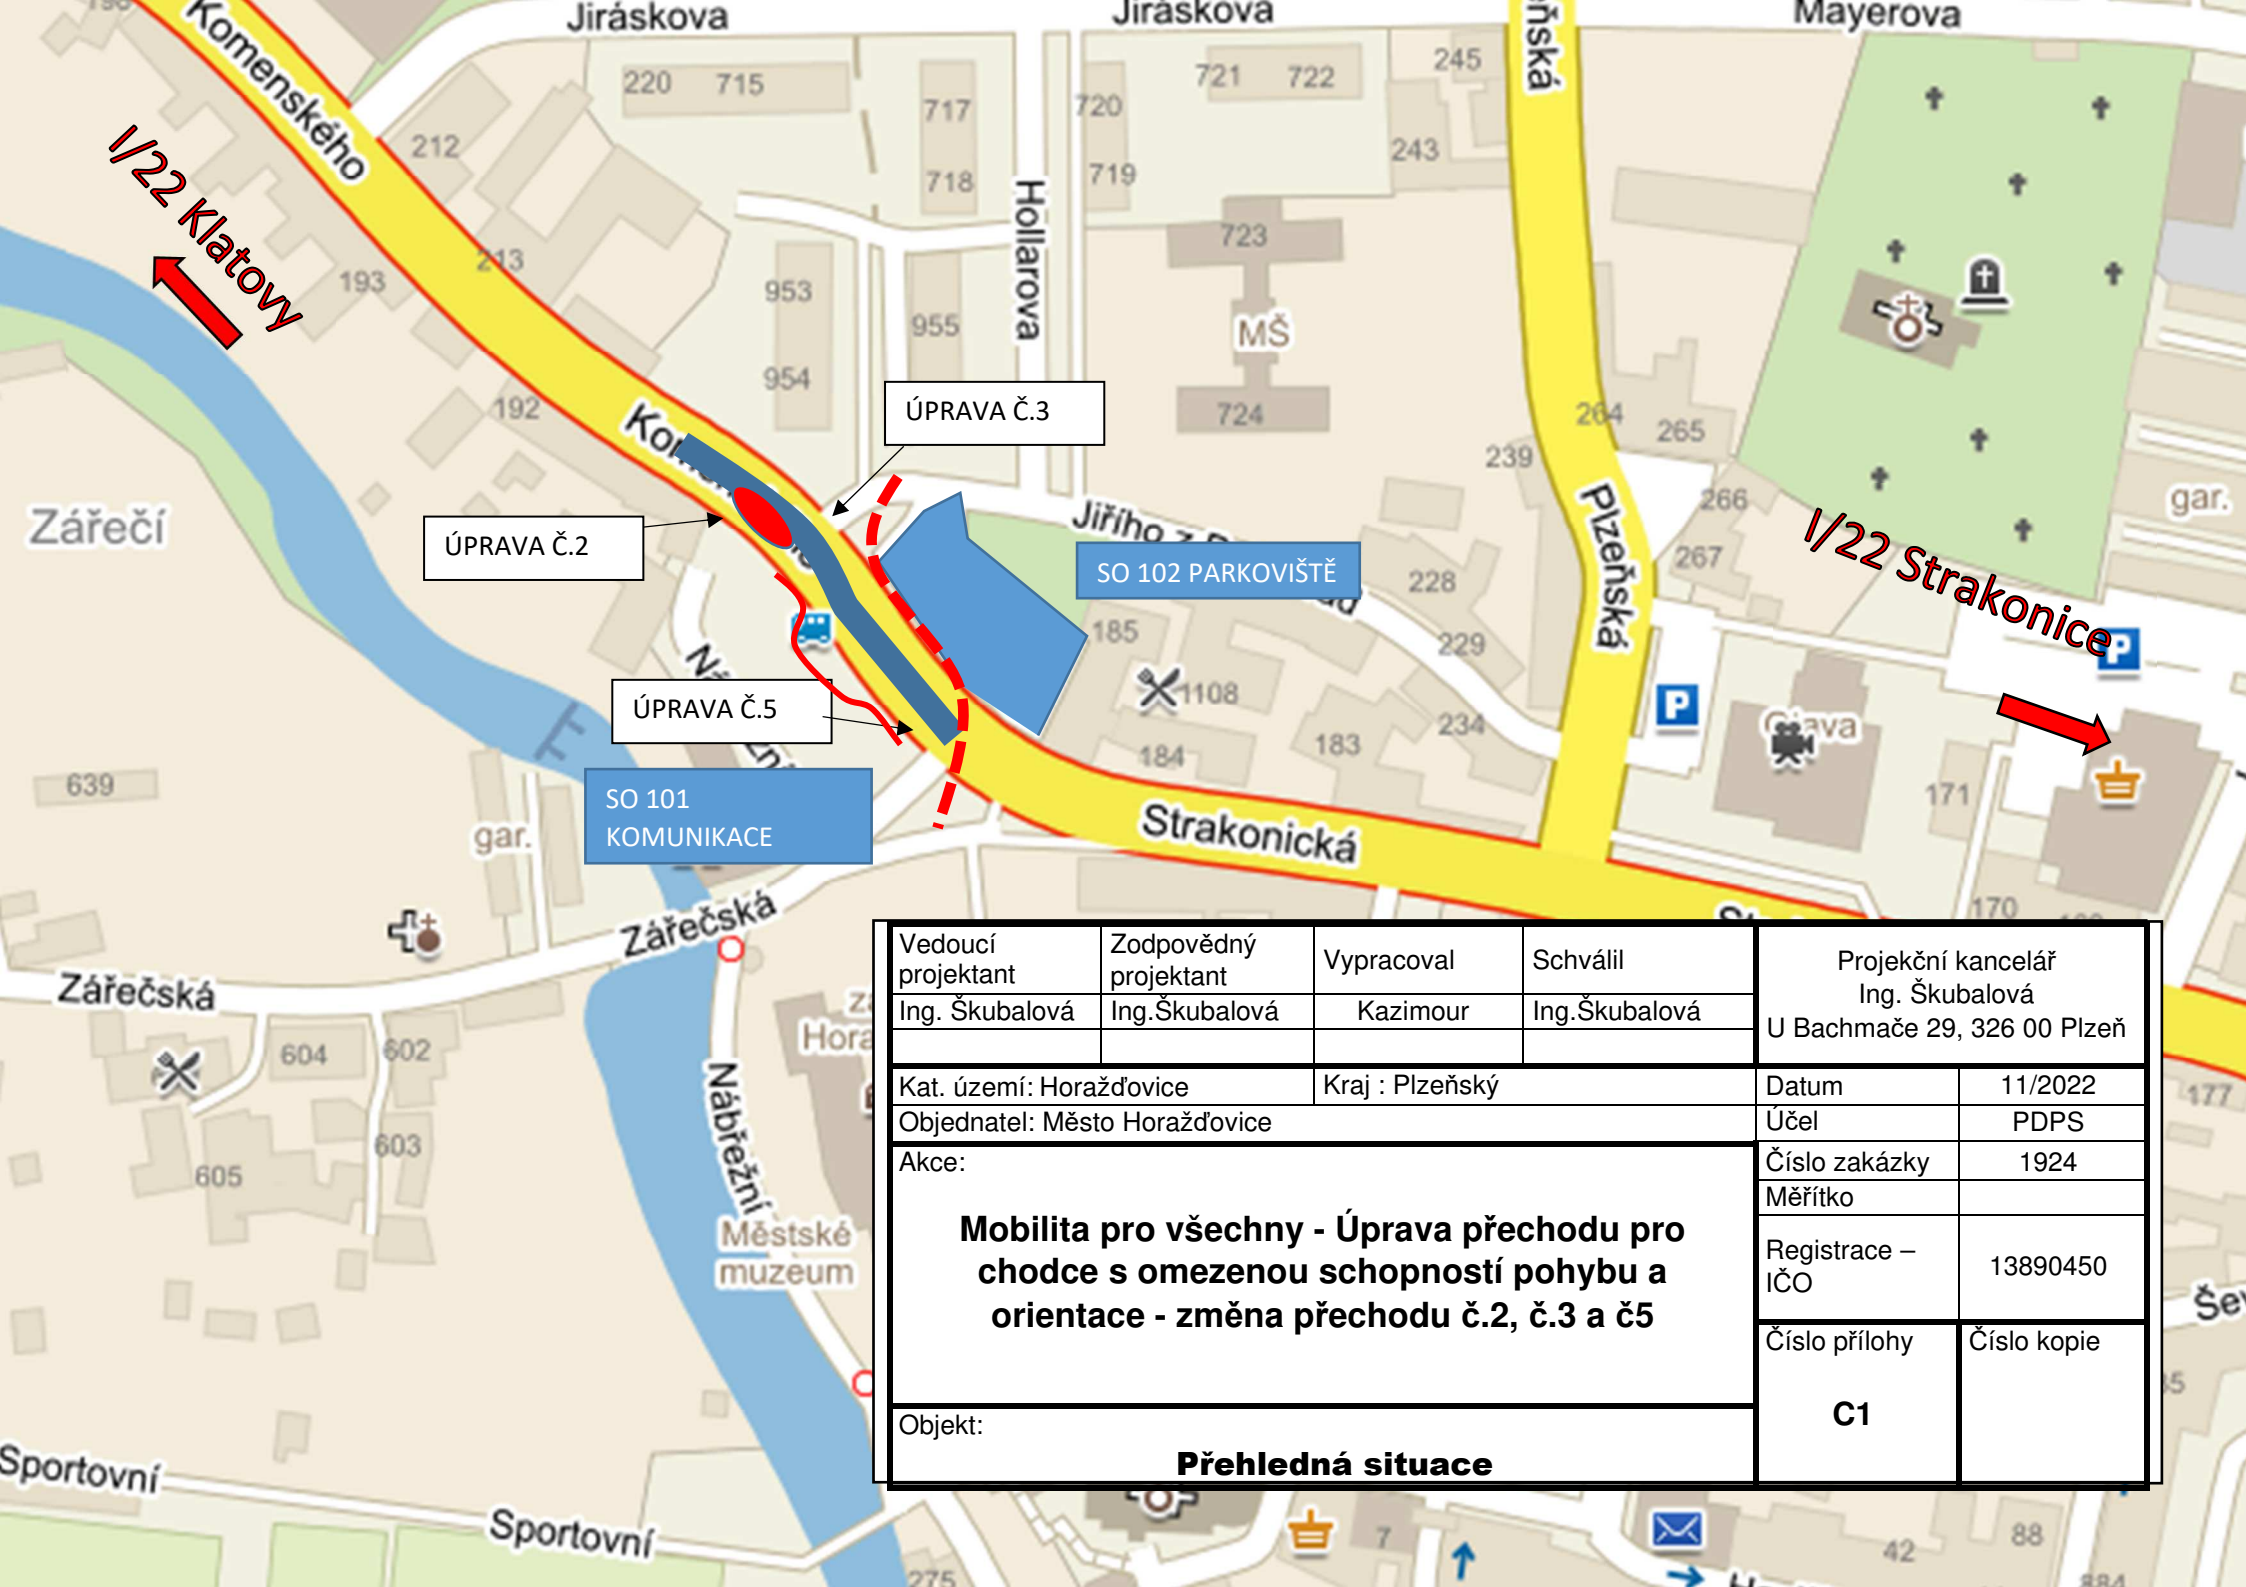 Jiráskova
Jiráskova
Mayerova
Komenského
220
715
717
718
720
719
721
722
245
243
212
213
193
192
I/22 Klatovy
Hollarova
723
MŠ
724
953
954
955
264
265
239
266
267
Plzeňská
gar.
I/22 Strakonice
Zářečí
ÚPRAVA Č.3
ÚPRAVA Č.2
SO 102 PARKOVIŠTĚ
228
229
234
185
1108
184
183
P
P
171
170
ÚPRAVA Č.5
SO 101
KOMUNIKACE
639
gar.
Strakonická
Zářečská
Zářečská
604
602
603
605
Nábřežní
Městské
muzeum
177
Sportovní
Sportovní
275
7
42
88
884
Vedoucí
projektant
Zodpovědný
projektant
Vypracoval
Schválil
Projekční kancelář
Ing. Škubalová
U Bachmače 29, 326 00 Plzeň
Ing. Škubalová
Ing.Škubalová
Kazimour
Ing.Škubalová
Kat. území: Horažďovice
Kraj : Plzeňský
Datum
11/2022
Objednatel: Město Horažďovice
Účel
PDPS
Akce:
Číslo zakázky
1924
Měřítko
Mobilita pro všechny - Úprava přechodu pro
chodce s omezenou schopností pohybu a
orientace - změna přechodu č.2, č.3 a č5
Registrace –
IČO
13890450
Číslo přílohy
Číslo kopie
C1
Objekt:
Přehledná situace